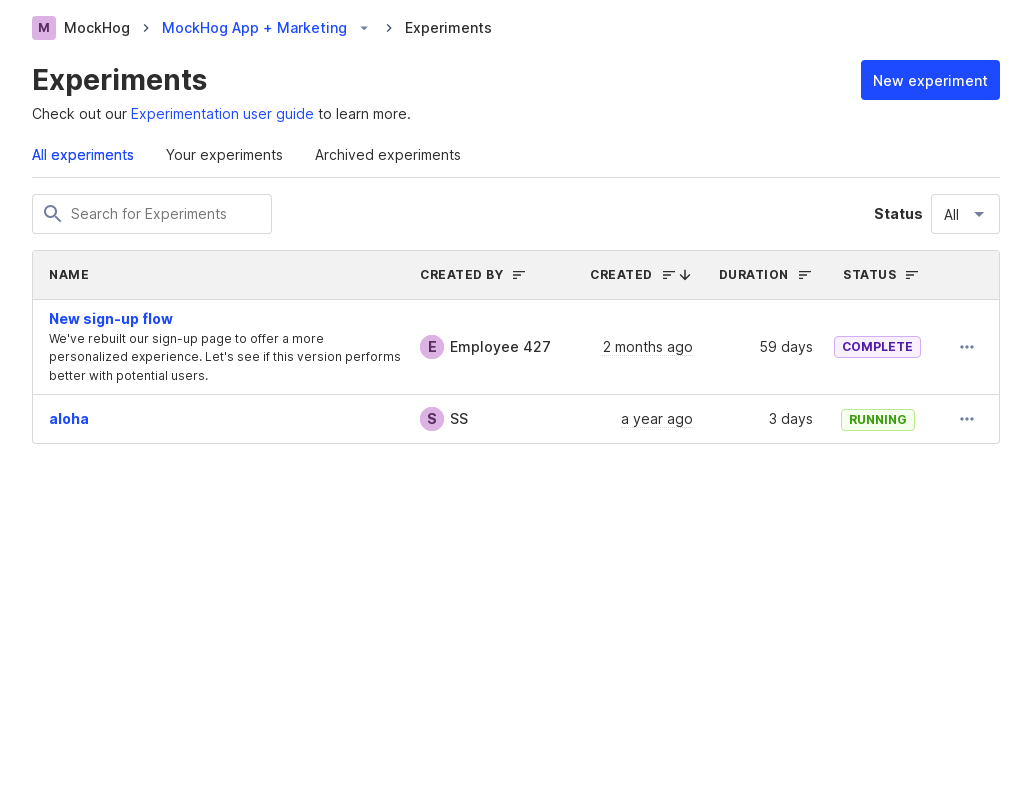 M MockHog > MockHog App + Marketing > Experiments
Experiments
New experiment
Check out our Experimentation user guide to learn more.
All experiments Your experiments Archived experiments
Search for Experiments Status All
NAME CREATED BY CREATED DURATION STATUS
New sign-up flow
We've rebuilt our sign-up page to offer a more
personalized experience. Let's see if this version performs
better with potential users.
E Employee 427 2 months ago 59 days COMPLETE
aloha S SS a year ago 3 days RUNNING